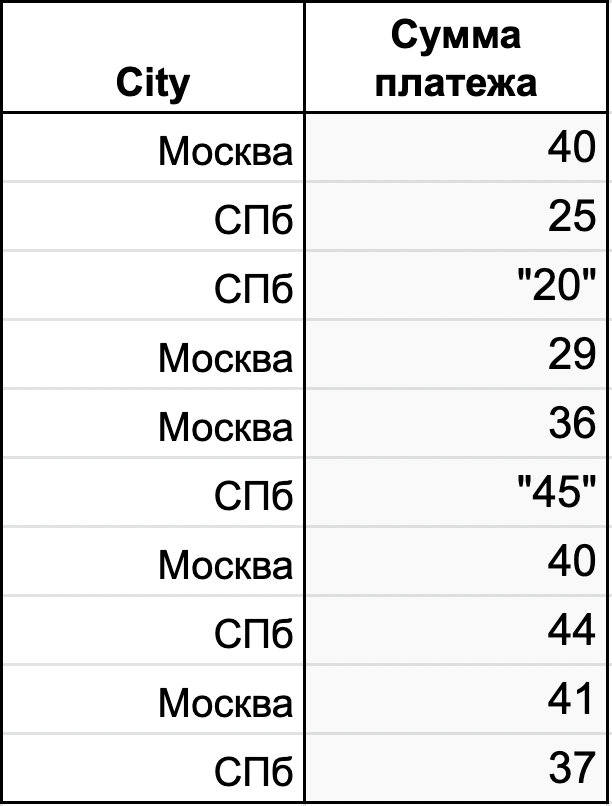 City Сумма платежа
Москва 40
СПб 25
СПб "20"
Москва 29
Москва 36
СПб "45"
Москва 40
СПб 44
Москва 41
СПб 37